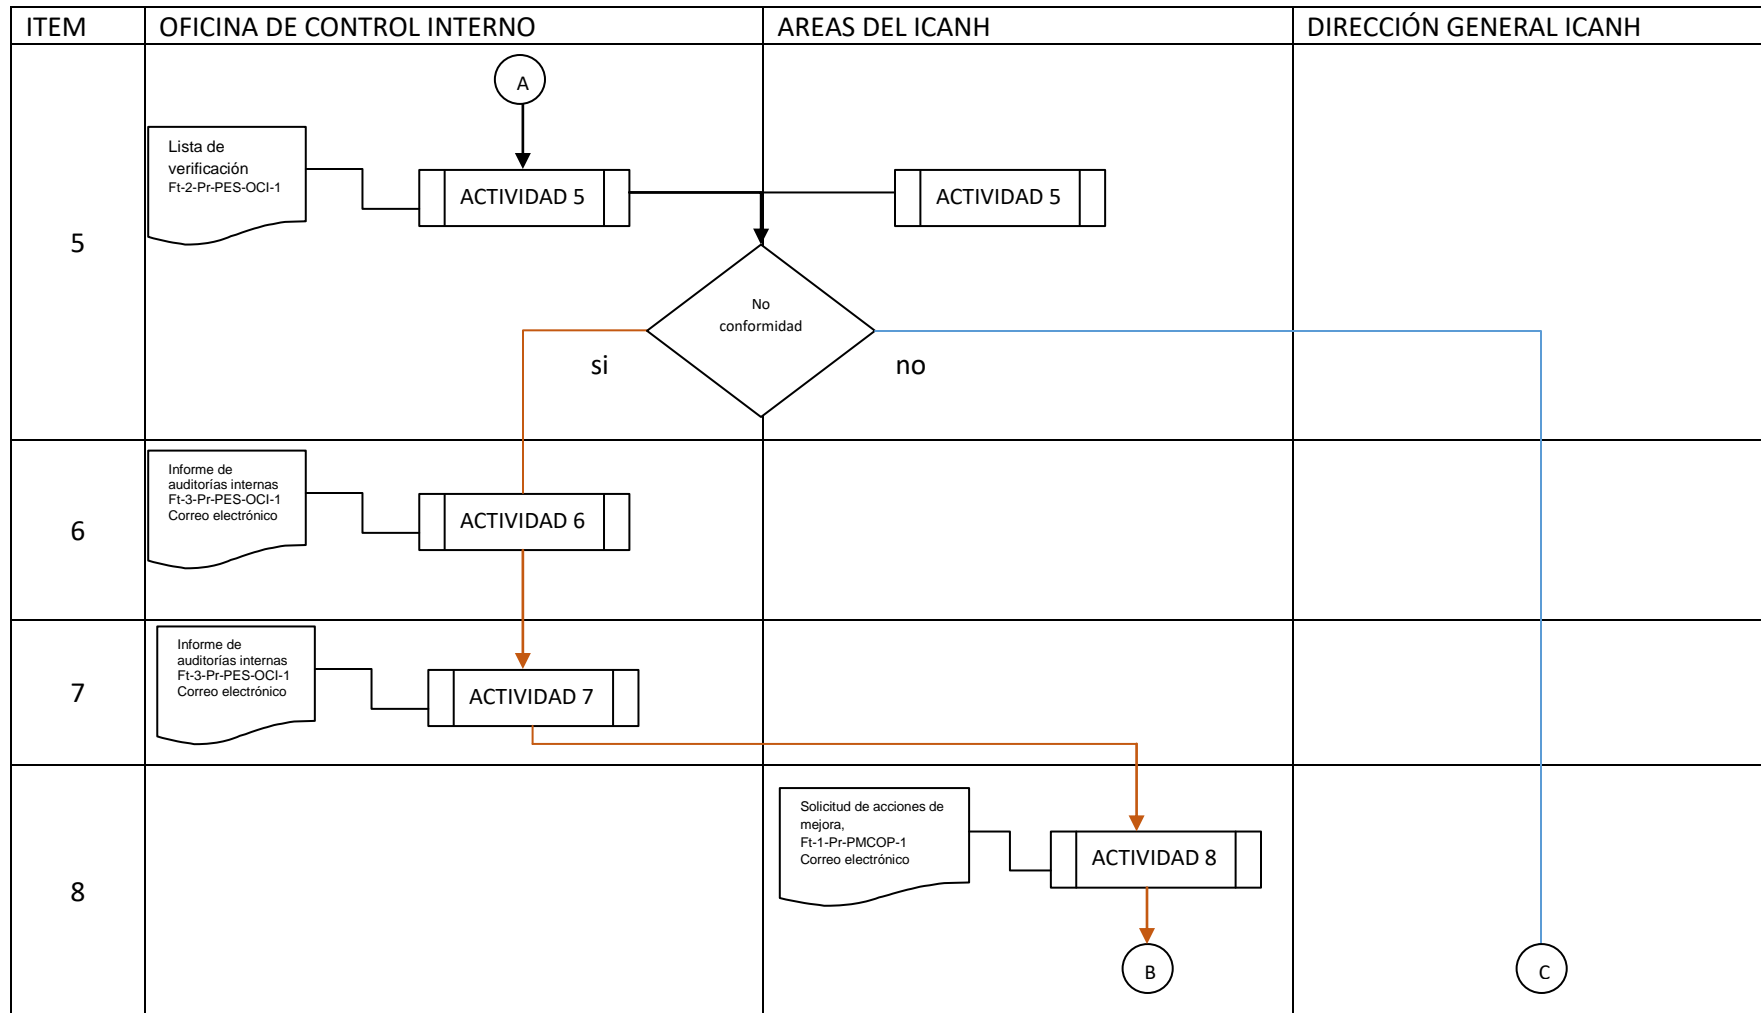 ITEM
OFICINA DE CONTROL INTERNO
AREAS DEL ICANH
DIRECCIÓN GENERAL ICANH
5
A
Lista de
verificación
Ft-2-Pr-PES-OCI-1
ACTIVIDAD 5
ACTIVIDAD 5
No
conformidad
si
no
6
Informe de
auditorías internas
Ft-3-Pr-PES-OCI-1
Correo electrónico
ACTIVIDAD 6
7
Informe de
auditorías internas
Ft-3-Pr-PES-OCI-1
Correo electrónico
ACTIVIDAD 7
8
Solicitud de acciones de
mejora,
Ft-1-Pr-PMCOP-1
Correo electrónico
ACTIVIDAD 8
B
C